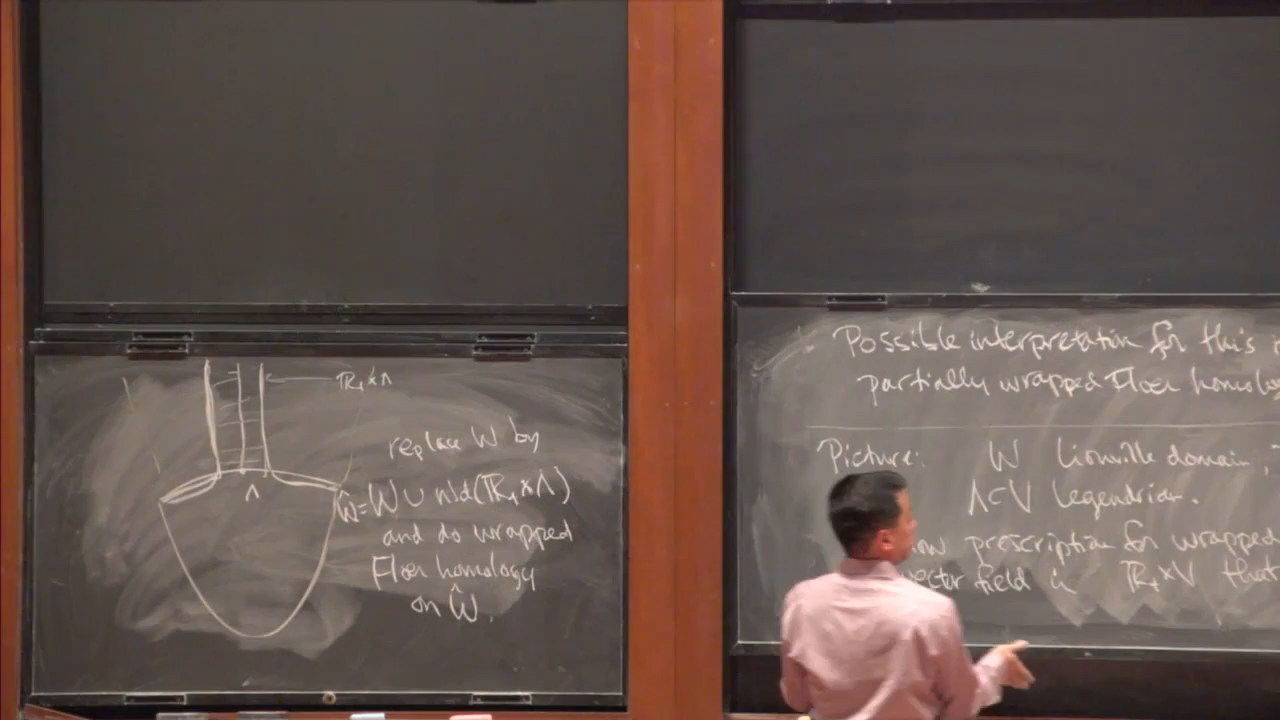 ℝ₊×Λ
Λ
replace W by
Ŵ=W∪nbd(ℝ₊×Λ)
and do wrapped
Floer homology
on Ŵ.
Possible interpretation for this
partially wrapped Floer homolo
Picture: W Liouville domain,
Λ⊂V Legendrian.
prescription for wrapped
vector field in ℝ₊×V that